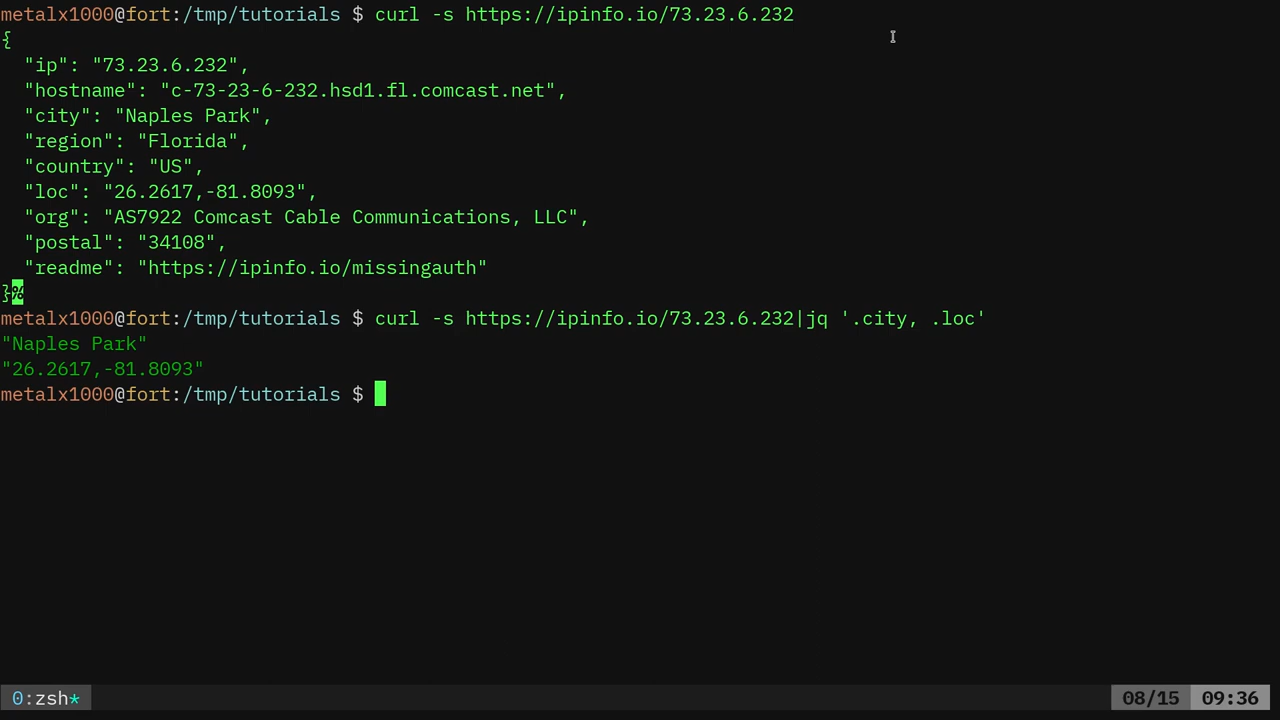 metalx1000@fort:/tmp/tutorials $ curl -s https://ipinfo.io/73.23.6.232
{
  "ip": "73.23.6.232",
  "hostname": "c-73-23-6-232.hsd1.fl.comcast.net",
  "city": "Naples Park",
  "region": "Florida",
  "country": "US",
  "loc": "26.2617,-81.8093",
  "org": "AS7922 Comcast Cable Communications, LLC",
  "postal": "34108",
  "readme": "https://ipinfo.io/missingauth"
}%
metalx1000@fort:/tmp/tutorials $ curl -s https://ipinfo.io/73.23.6.232|jq '.city, .loc'
"Naples Park"
"26.2617,-81.8093"
metalx1000@fort:/tmp/tutorials $
0:zsh* 08/15 09:36